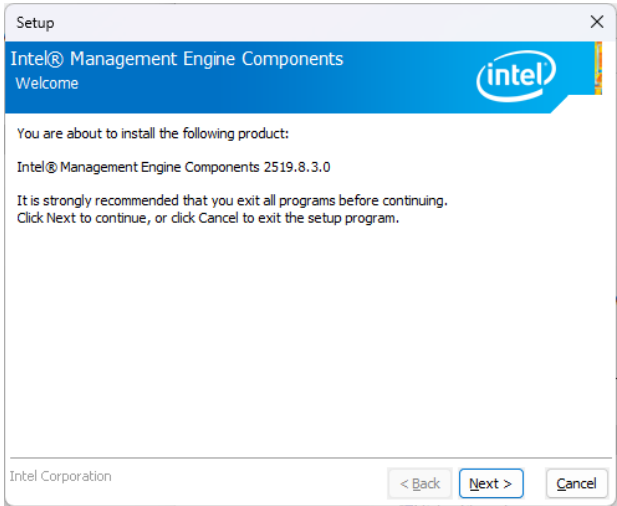 Setup
Intel® Management Engine Components
Welcome
intel
You are about to install the following product:
Intel® Management Engine Components 2519.8.3.0
It is strongly recommended that you exit all programs before continuing.
Click Next to continue, or click Cancel to exit the setup program.
Intel Corporation
< Back Next > Cancel